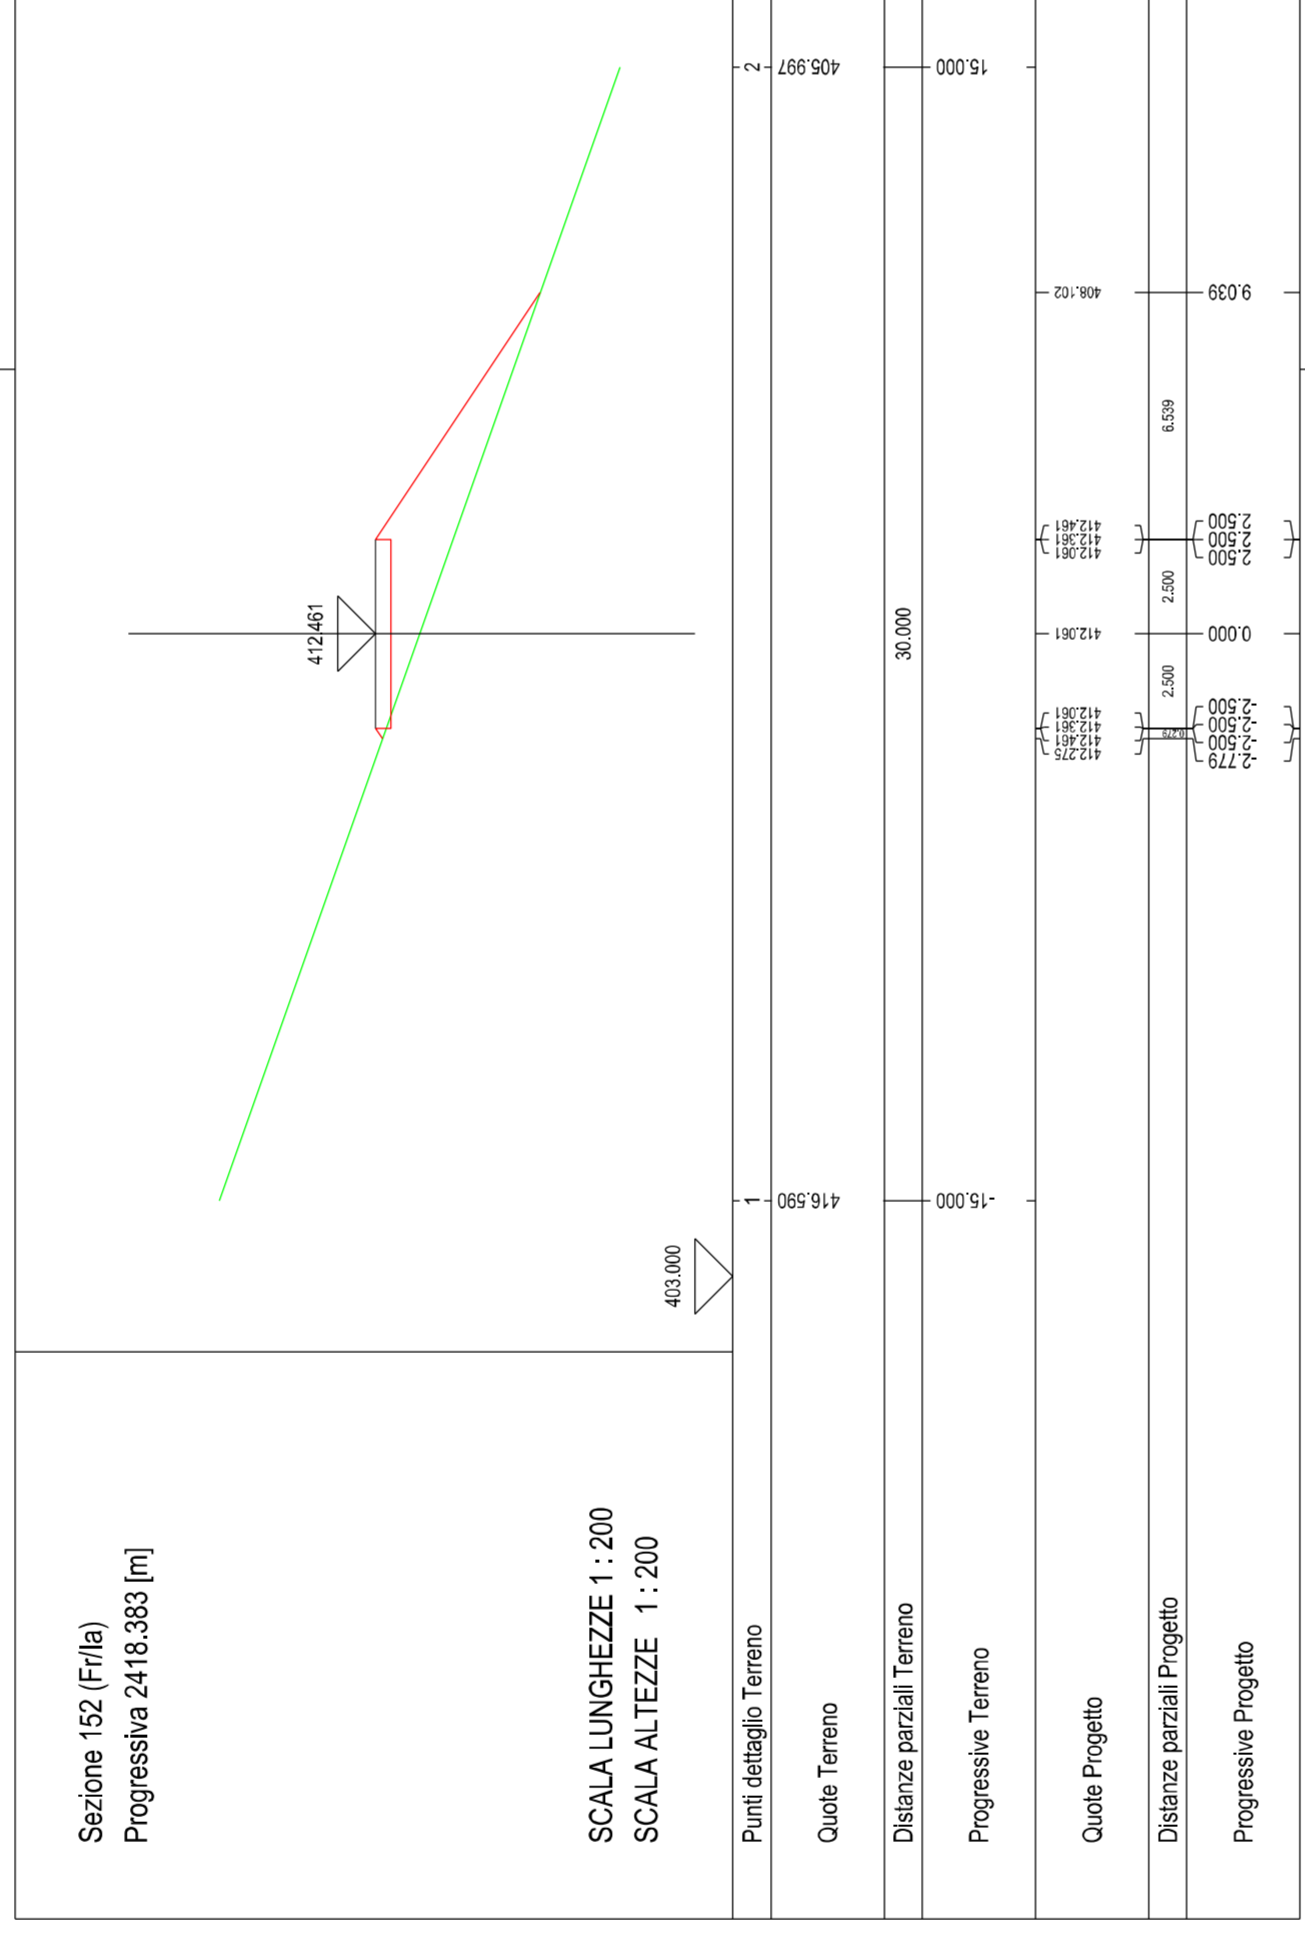 Sezione 152 (Fr/Ia)
Progressiva 2418.383 [m]
SCALA LUNGHEZZE 1 : 200
SCALA ALTEZZE 1 : 200
412.461
403.000
Punti dettaglio Terreno
1
2
Quote Terreno
416.590
405.997
Distanze parziali Terreno
30.000
Progressive Terreno
-15.000
15.000
Quote Progetto
412.275
412.461
412.361
412.061
412.061
412.061
412.361
412.461
408.102
Distanze parziali Progetto
0.279
2.500
2.500
6.539
Progressive Progetto
-2.779
-2.500
-2.500
-2.500
0.000
2.500
2.500
2.500
9.039